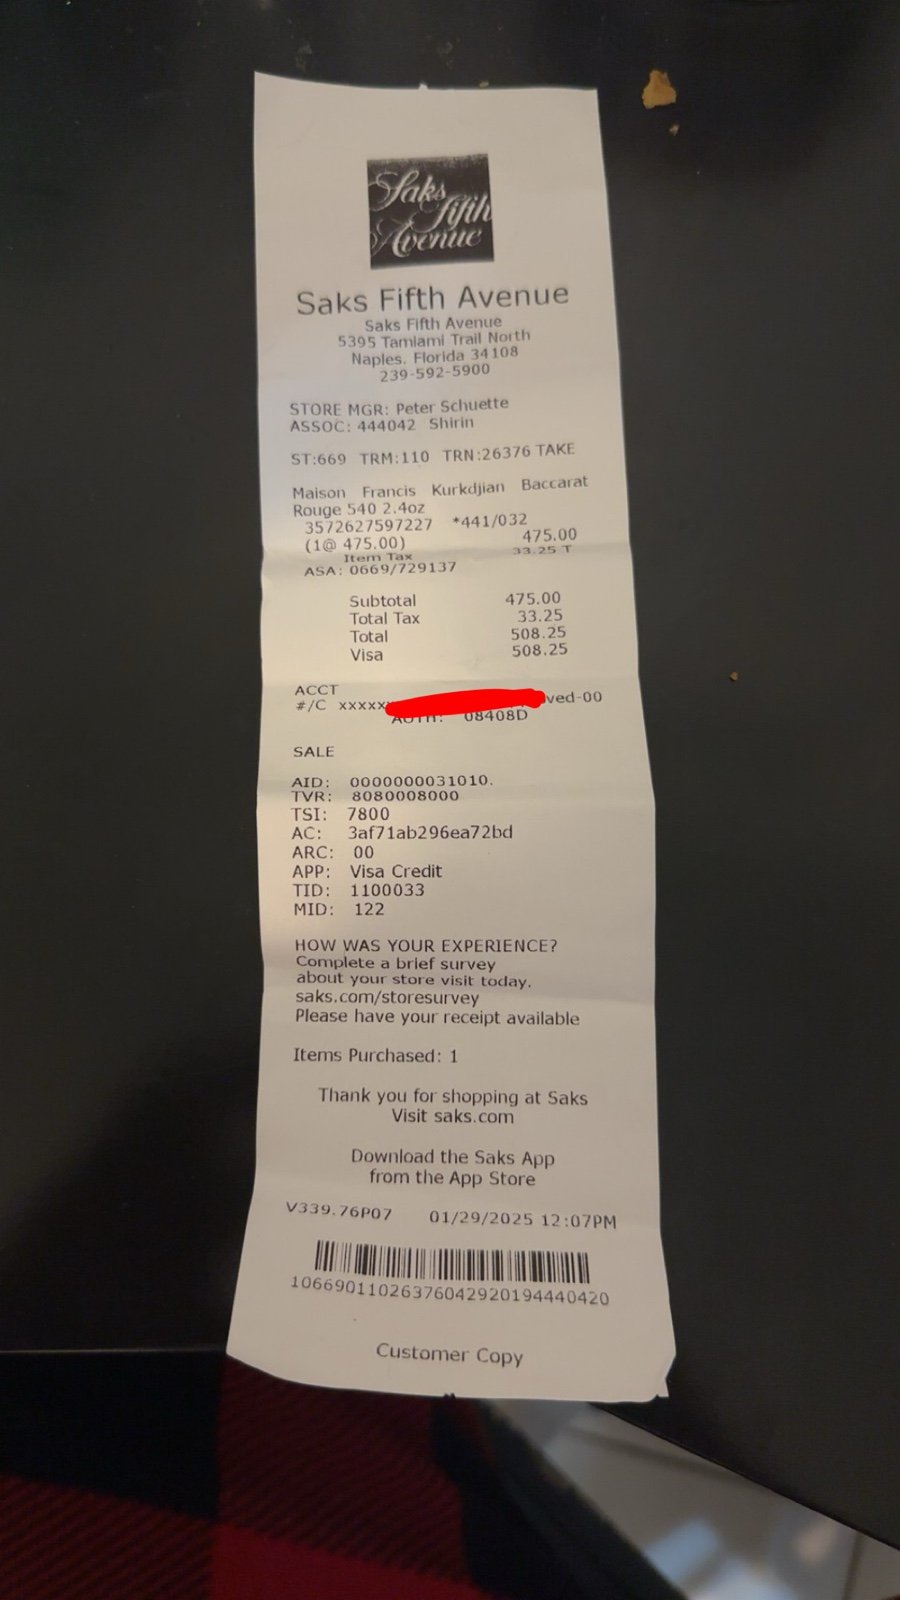 Saks
Fifth
Avenue
Saks Fifth Avenue
Saks Fifth Avenue
5395 Tamiami Trail North
Naples, Florida 34108
239-592-5900
STORE MGR: Peter Schuette
ASSOC: 444042 Shirin
ST:669 TRM:110 TRN:26376 TAKE
Maison Francis Kurkdjian Baccarat
Rouge 540 2.4oz
3572627597227 *441/032
(1@ 475.00) 475.00
Item Tax 33.25 T
ASA: 0669/729137
Subtotal 475.00
Total Tax 33.25
Total 508.25
Visa 508.25
ACCT
#/C xxxxxx ved-00
AUTH: 08408D
SALE
AID: 0000000031010.
TVR: 8080008000
TSI: 7800
AC: 3af71ab296ea72bd
ARC: 00
APP: Visa Credit
TID: 1100033
MID: 122
HOW WAS YOUR EXPERIENCE?
Complete a brief survey
about your store visit today.
saks.com/storesurvey
Please have your receipt available
Items Purchased: 1
Thank you for shopping at Saks
Visit saks.com
Download the Saks App
from the App Store
V339.76P07 01/29/2025 12:07PM
10669011026376042920194440420
Customer Copy